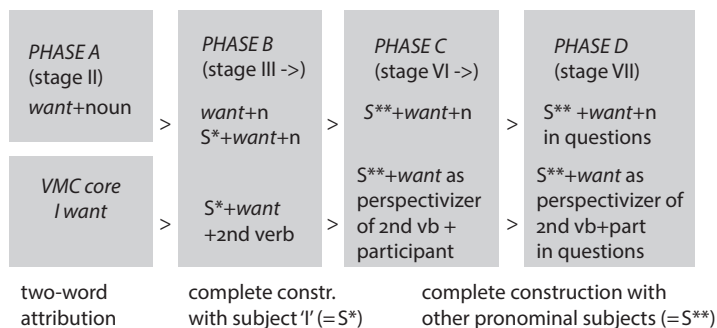 PHASE A
(stage II)
want+noun
>
PHASE B
(stage III ->)
want+n
S*+want+n
>
PHASE C
(stage VI ->)
S**+want+n
>
PHASE D
(stage VII)
S** +want+n
in questions
VMC core
I want
>
S*+want
+2nd verb
>
S**+want as
perspectivizer
of 2nd vb +
participant
>
S**+want as
perspectivizer of
2nd vb+part
in questions
two-word
attribution
complete constr.
with subject ‘I’ (= S*)
complete construction with
other pronominal subjects (= S**)